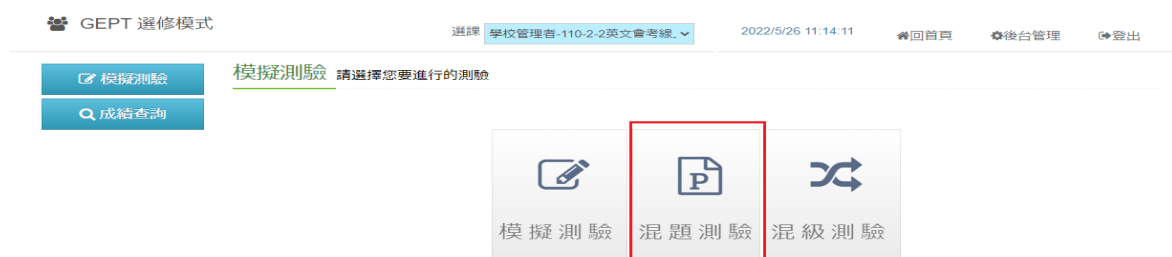 GEPT 選修模式
選課 學校管理者-110-2-2英文會考線_
2022/5/26 11:14:11
回首頁
後台管理
登出
模擬測驗
成績查詢
模擬測驗 請選擇您要進行的測驗
P
模擬測驗 混題測驗 混級測驗